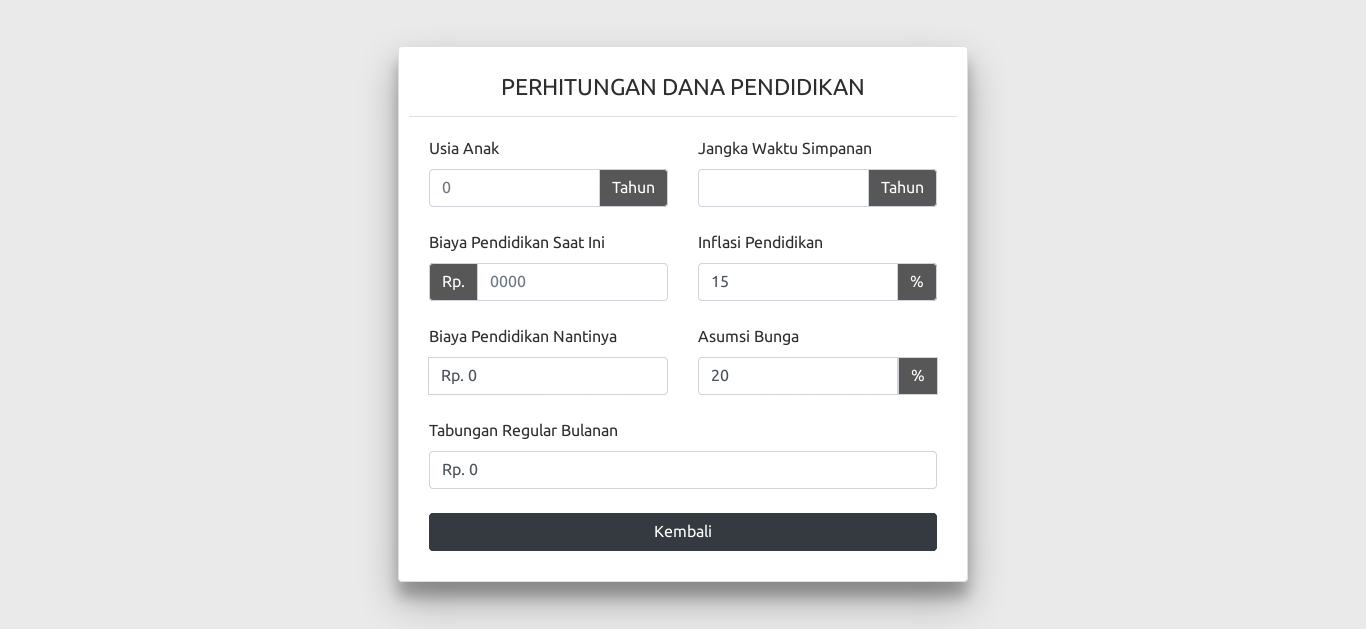 PERHITUNGAN DANA PENDIDIKAN
Usia Anak
0 Tahun
Jangka Waktu Simpanan
Tahun
Biaya Pendidikan Saat Ini
Rp. 0000
Inflasi Pendidikan
15 %
Biaya Pendidikan Nantinya
Rp. 0
Asumsi Bunga
20 %
Tabungan Regular Bulanan
Rp. 0
Kembali